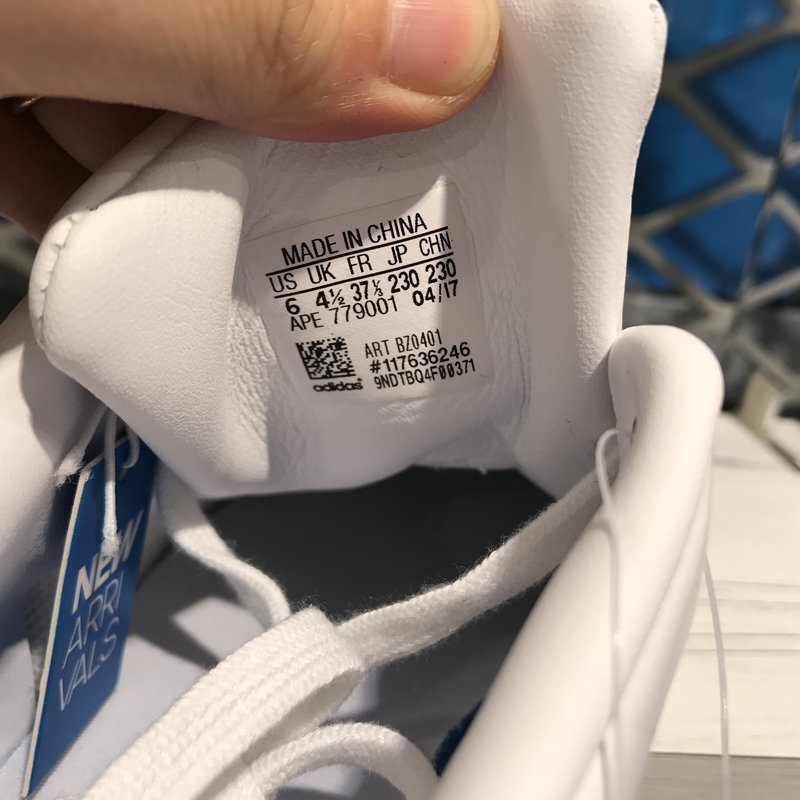 MADE IN CHINA
US UK FR JP CHN
6 4½ 37⅓ 230 230
APE 779001 04/17
ART BZ0401
#117636246
9NDTBQ4F00371
adidas
NEW
ARRI
VALS